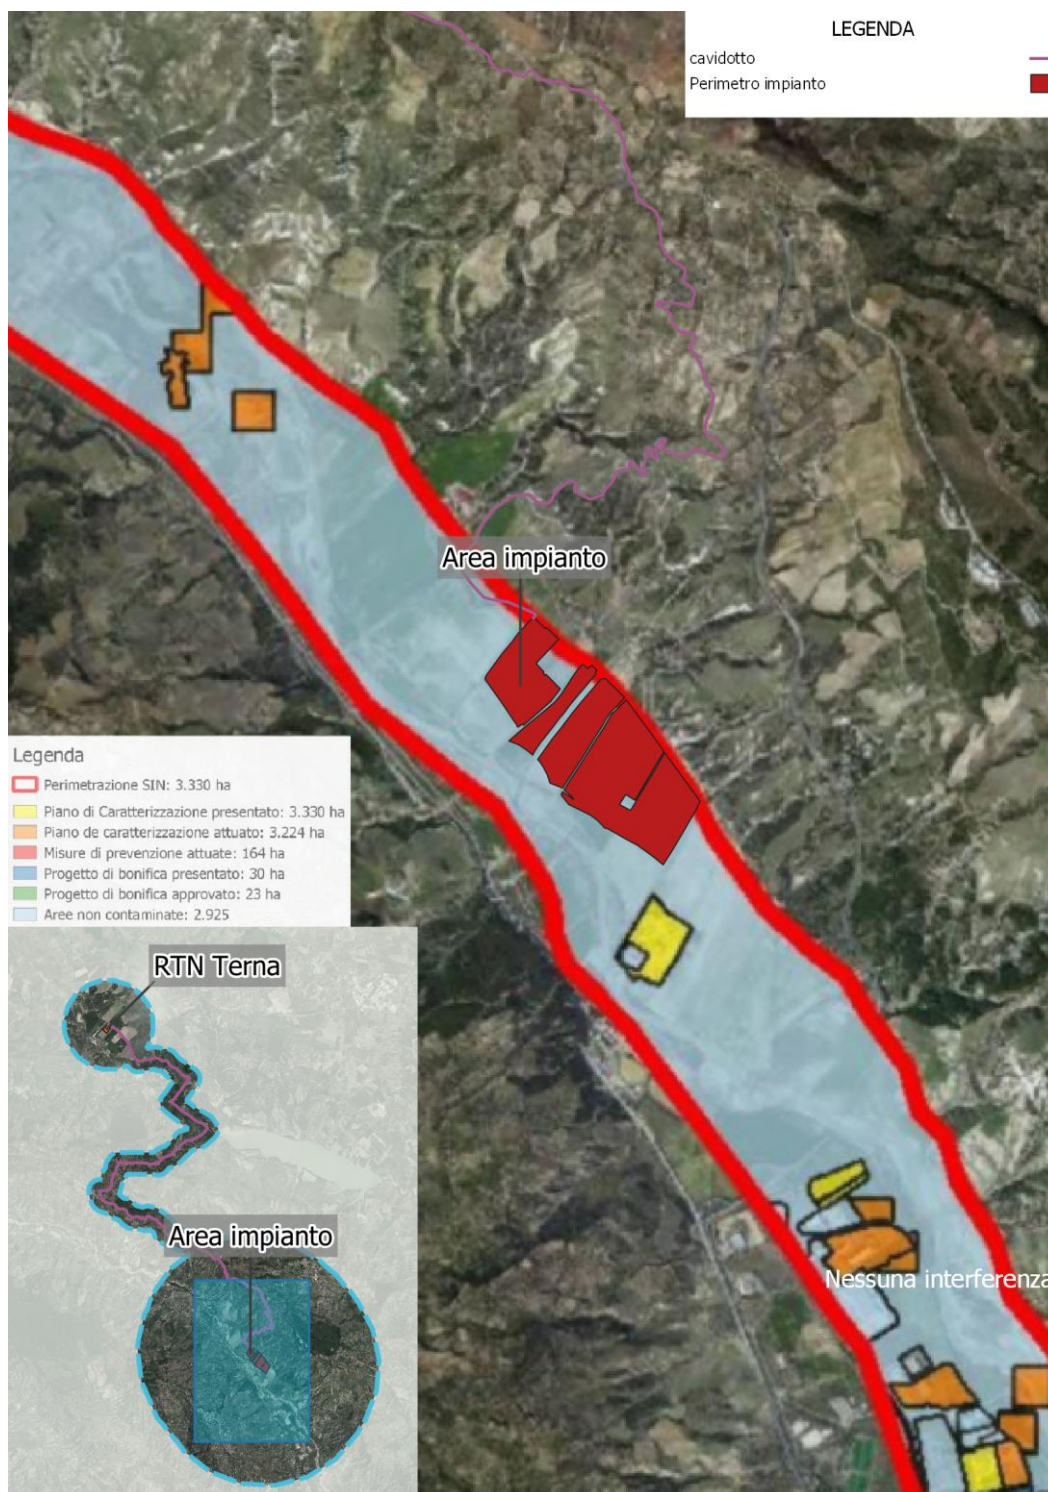 LEGENDA
cavidotto
Perimetro impianto
Area impianto
Legenda
Perimetrazione SIN: 3.330 ha
Piano di Caratterizzazione presentato: 3.330 ha
Piano de caratterizzazione attuato: 3.224 ha
Misure di prevenzione attuate: 164 ha
Progetto di bonifica presentato: 30 ha
Progetto di bonifica approvato: 23 ha
Aree non contaminate: 2.925
RTN Terna
Area impianto
Nessuna interferenza